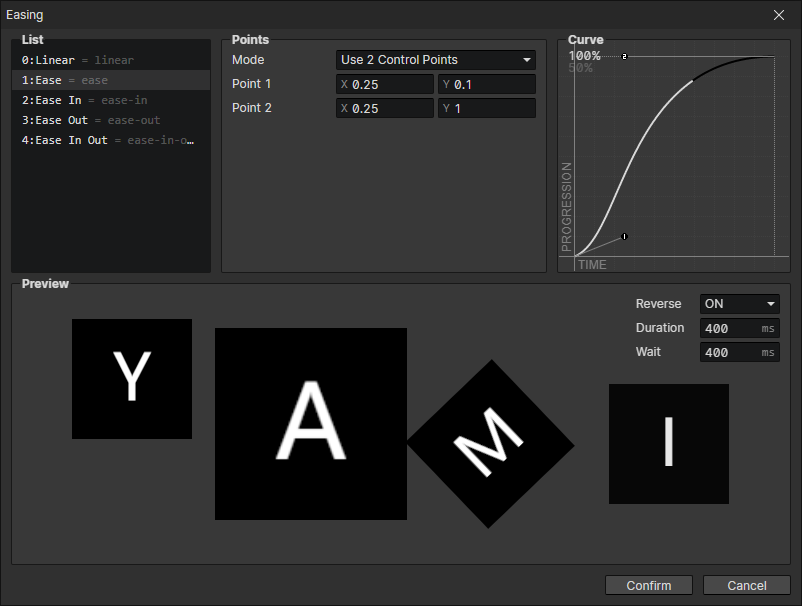 Easing
List
0:Linear = linear
1:Ease = ease
2:Ease In = ease-in
3:Ease Out = ease-out
4:Ease In Out = ease-in-o…
Points
Mode Use 2 Control Points
Point 1 X 0.25 Y 0.1
Point 2 X 0.25 Y 1
Curve
100%
50%
2
1
PROGRESSION
TIME
Preview
Reverse ON
Duration 400 ms
Wait 400 ms
Y A M I
Confirm Cancel